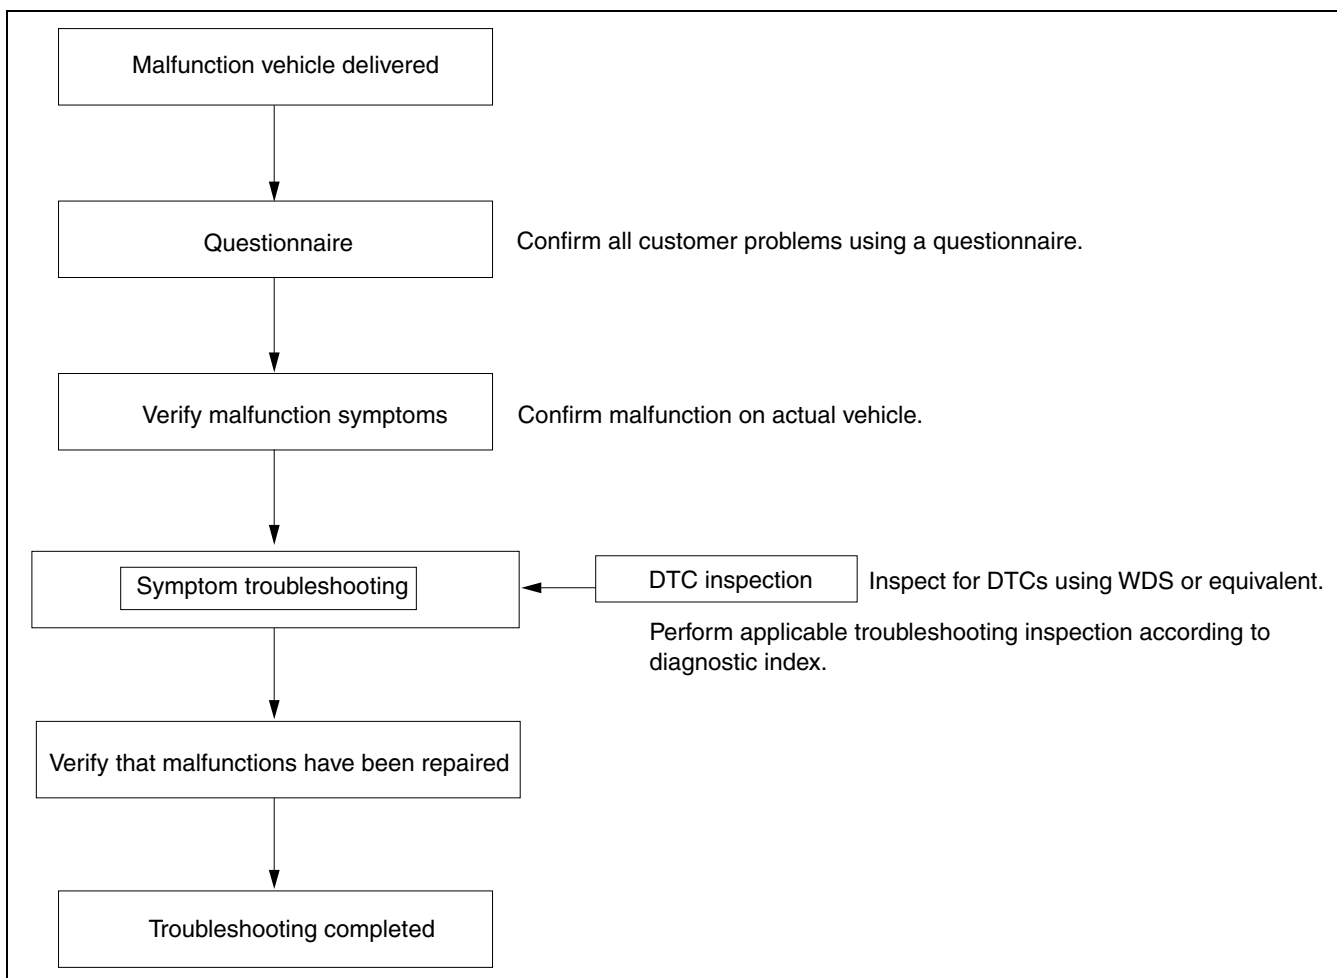 Malfunction vehicle delivered
Questionnaire
Confirm all customer problems using a questionnaire.
Verify malfunction symptoms
Confirm malfunction on actual vehicle.
Symptom troubleshooting
DTC inspection
Inspect for DTCs using WDS or equivalent.
Perform applicable troubleshooting inspection according to
diagnostic index.
Verify that malfunctions have been repaired
Troubleshooting completed